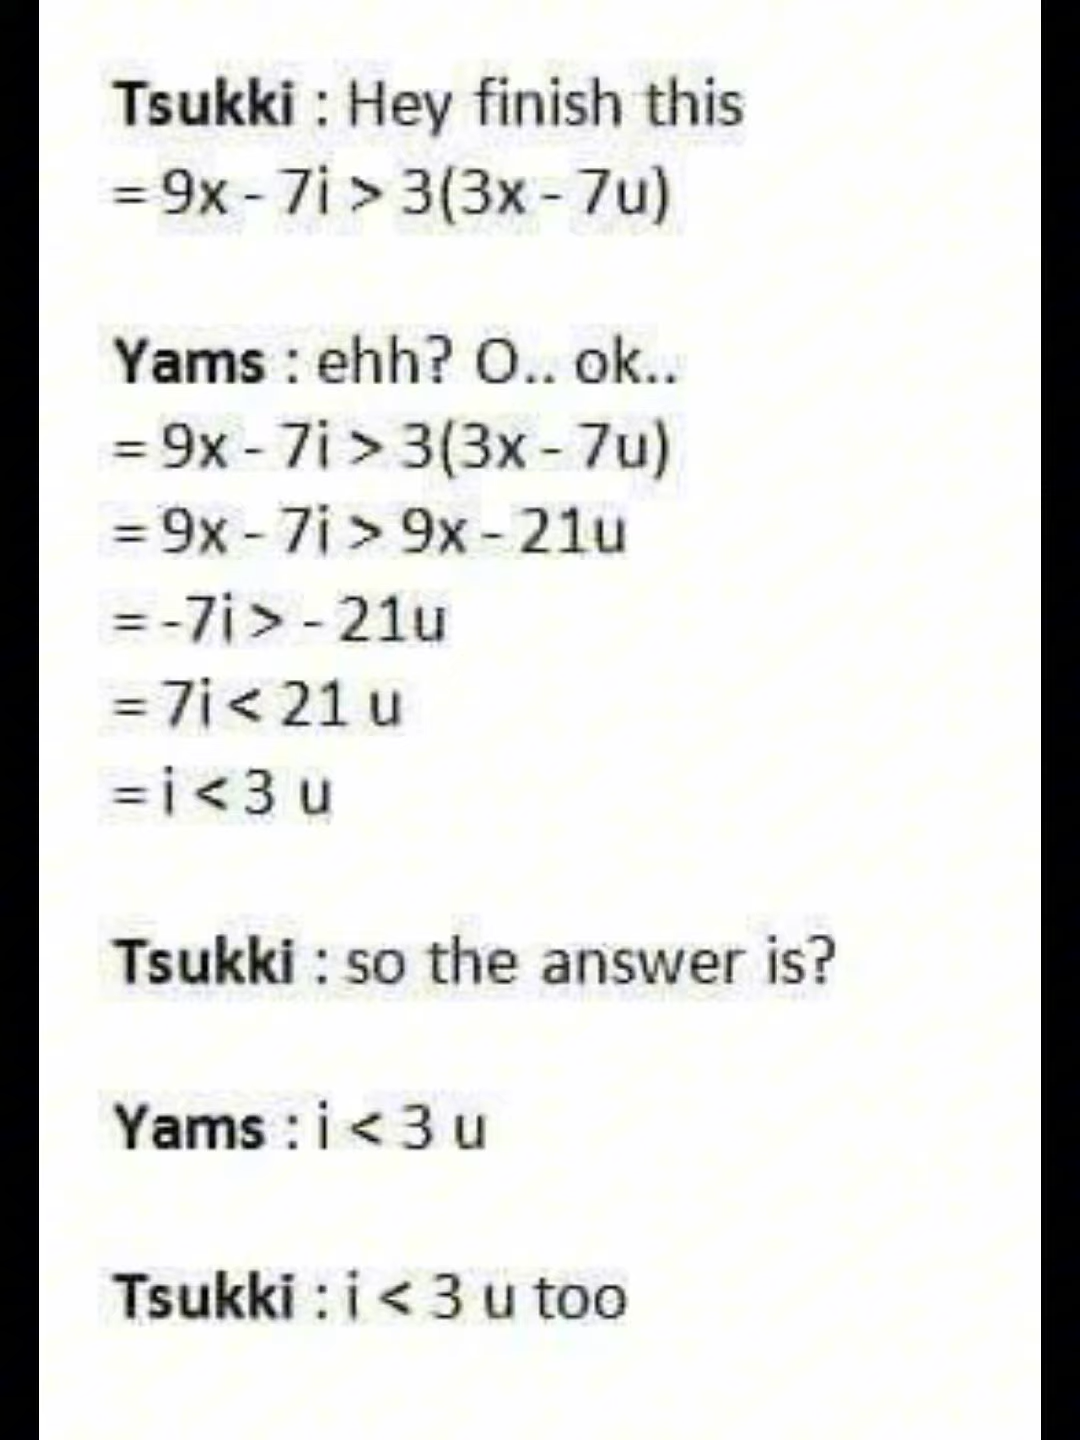 Tsukki : Hey finish this
= 9x - 7i > 3(3x - 7u)
Yams : ehh? O.. ok..
= 9x - 7i > 3(3x - 7u)
= 9x - 7i > 9x - 21u
= -7i > - 21u
= 7i < 21 u
= i < 3 u
Tsukki : so the answer is?
Yams : i < 3 u
Tsukki : i < 3 u too